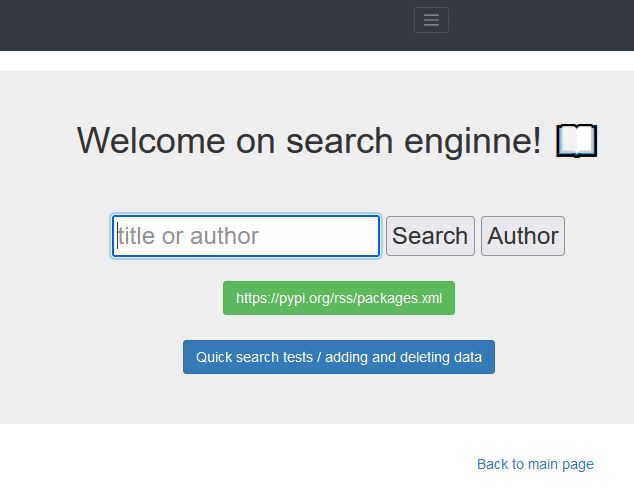 Welcome on search enginne!
title or author Search Author
https://pypi.org/rss/packages.xml
Quick search tests / adding and deleting data
Back to main page